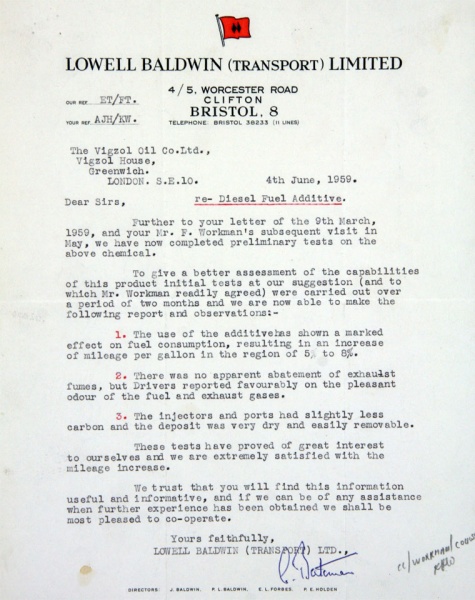 LOWELL BALDWIN (TRANSPORT) LIMITED
4/5, WORCESTER ROAD
CLIFTON
BRISTOL, 8
TELEPHONE: BRISTOL 36233 (11 LINES)
OUR REF. ET/PT.
YOUR REF. AJH/KW.
The Vigzol Oil Co.Ltd.,
Vigzol House,
Greenwich.
LONDON. S.E.10. 4th June, 1959.
Dear Sirs, re- Diesel Fuel Additive.
Further to your letter of the 9th March,
1959, and your Mr. F. Workman's subsequent visit in
May, we have now completed preliminary tests on the
above chemical.
To give a better assessment of the capabilities
of this product initial tests at our suggestion (and to
which Mr. Workman readily agreed) were carried out over
a period of two months and we are now able to make the
following report and observations:-
1. The use of the additivehas shown a marked
effect on fuel consumption, resulting in an increase
of mileage per gallon in the region of 5% to 8%.
2. There was no apparent abatement of exhaust
fumes, but Drivers reported favourably on the pleasant
odour of the fuel and exhaust gases.
3. The injectors and ports had slightly less
carbon and the deposit was very dry and easily removable.
These tests have proved of great interest
to ourselves and we are extremely satisfied with the
mileage increase.
We trust that you will find this information
useful and informative, and if we can be of any assistance
when further experience has been obtained we shall be
most pleased to co-operate.
Yours faithfully,
LOWELL BALDWIN (TRANSPORT) LTD.,
DIRECTORS: J. BALDWIN. P. L. BALDWIN. E. L. FORBES. P. E. HOLDEN